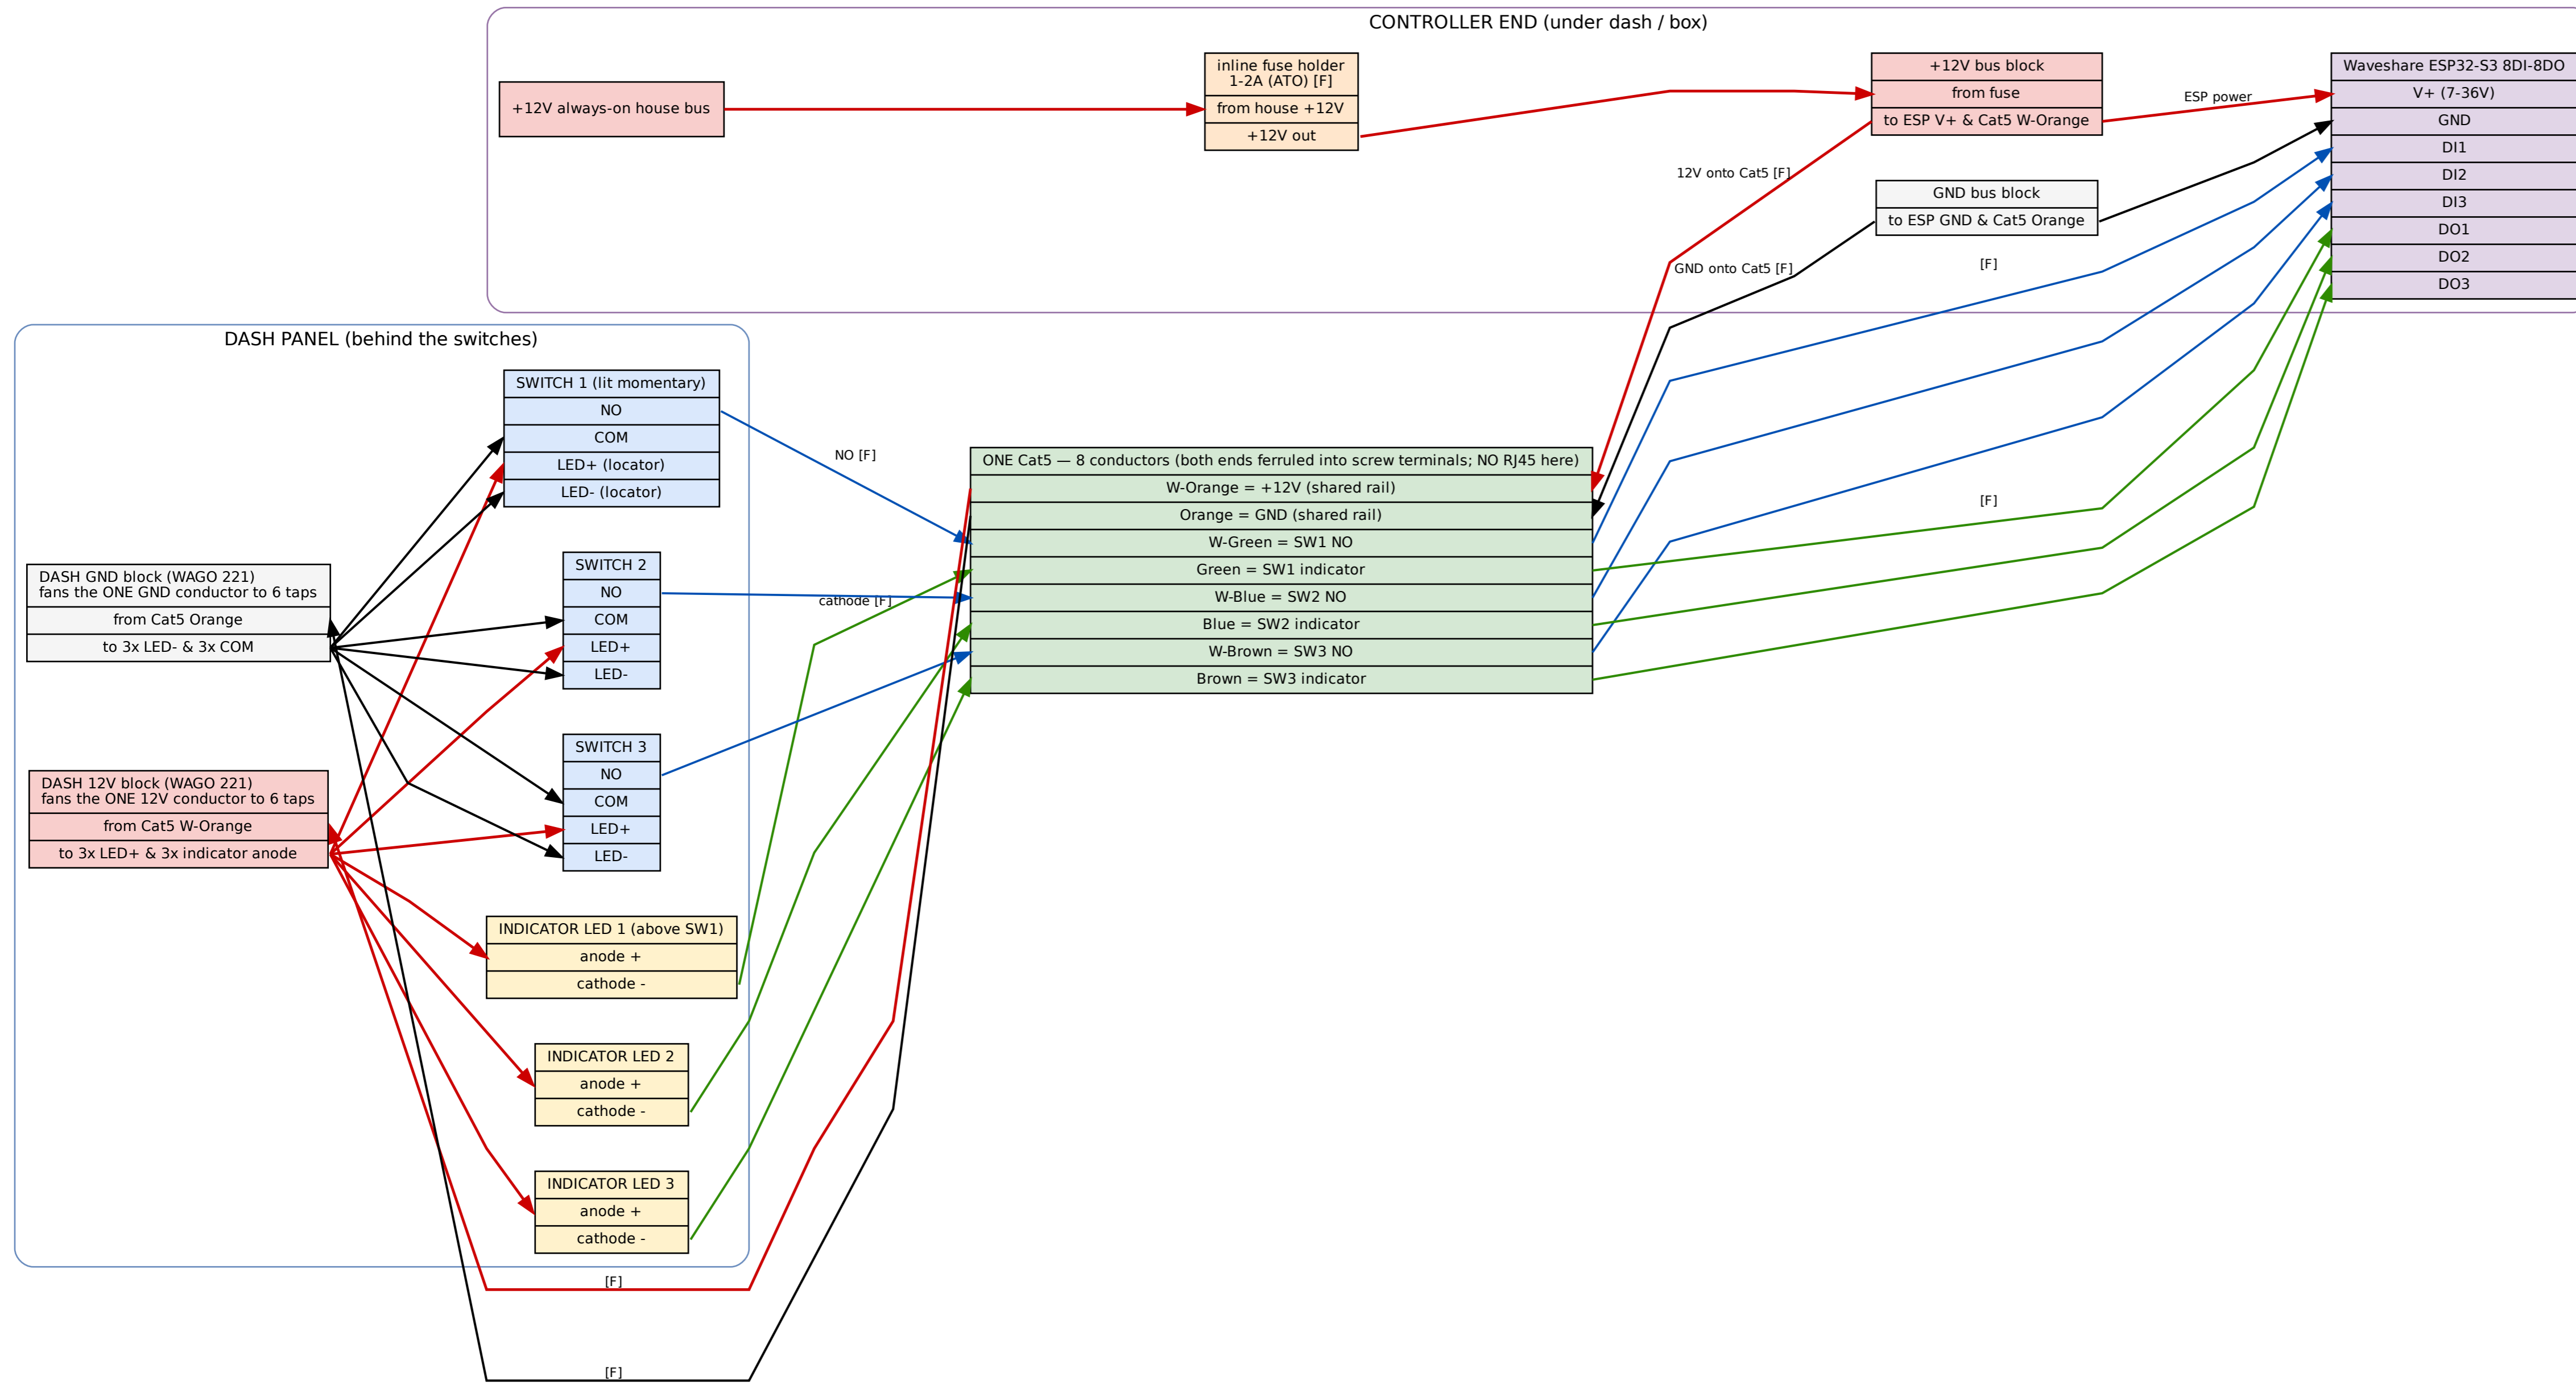 CONTROLLER END (under dash / box)
+12V always-on house bus
inline fuse holder
1-2A (ATO) [F]
from house +12V
+12V out
+12V bus block
from fuse
to ESP V+ & Cat5 W-Orange
ESP power
Waveshare ESP32-S3 8DI-8DO
V+ (7-36V)
GND
DI1
DI2
DI3
DO1
DO2
DO3
12V onto Cat5 [F]
GND bus block
to ESP GND & Cat5 Orange
GND onto Cat5 [F]
[F]
[F]
DASH PANEL (behind the switches)
SWITCH 1 (lit momentary)
NO
COM
LED+ (locator)
LED- (locator)
NO [F]
SWITCH 2
NO
COM
LED+
LED-
cathode [F]
DASH GND block (WAGO 221)
fans the ONE GND conductor to 6 taps
from Cat5 Orange
to 3x LED- & 3x COM
SWITCH 3
NO
COM
LED+
LED-
DASH 12V block (WAGO 221)
fans the ONE 12V conductor to 6 taps
from Cat5 W-Orange
to 3x LED+ & 3x indicator anode
INDICATOR LED 1 (above SW1)
anode +
cathode -
INDICATOR LED 2
anode +
cathode -
INDICATOR LED 3
anode +
cathode -
[F]
[F]
ONE Cat5 — 8 conductors (both ends ferruled into screw terminals; NO RJ45 here)
W-Orange = +12V (shared rail)
Orange = GND (shared rail)
W-Green = SW1 NO
Green = SW1 indicator
W-Blue = SW2 NO
Blue = SW2 indicator
W-Brown = SW3 NO
Brown = SW3 indicator